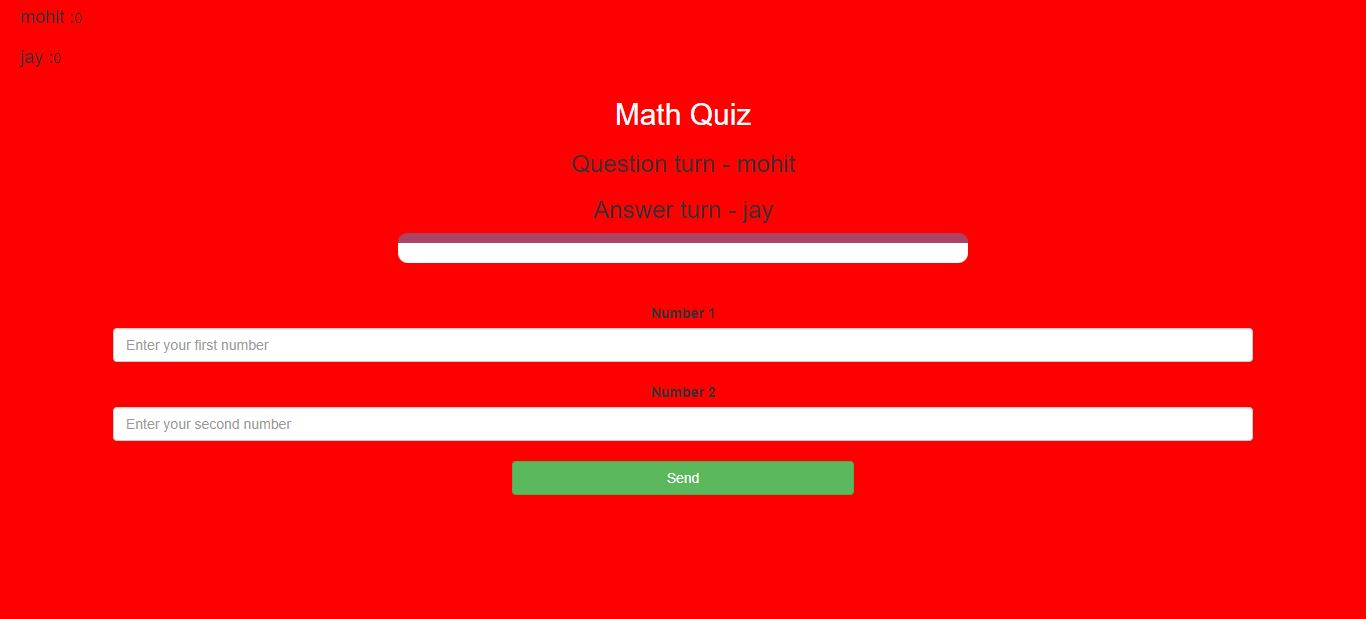 mohit :0
jay :0
Math Quiz
Question turn - mohit
Answer turn - jay
Number 1
Enter your first number
Number 2
Enter your second number
Send